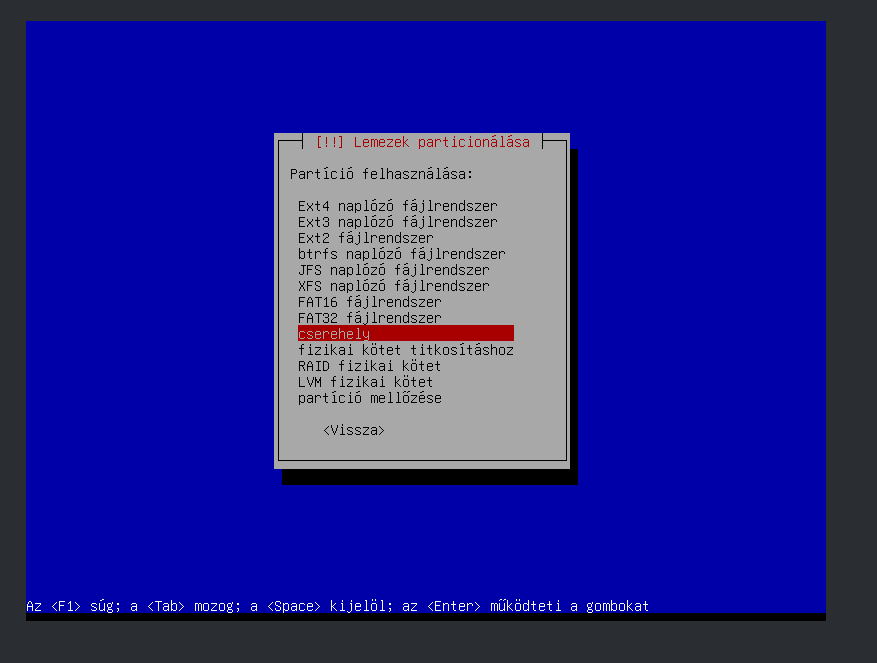 [!!] Lemezek particionálása
Partíció felhasználása:
Ext4 naplózó fájlrendszer
Ext3 naplózó fájlrendszer
Ext2 fájlrendszer
btrfs naplózó fájlrendszer
JFS naplózó fájlrendszer
XFS naplózó fájlrendszer
FAT16 fájlrendszer
FAT32 fájlrendszer
cserehely
fizikai kötet titkosításhoz
RAID fizikai kötet
LVM fizikai kötet
partíció mellőzése
<Vissza>
Az <F1> súg; a <Tab> mozog; a <Space> kijelöl; az <Enter> működteti a gombokat